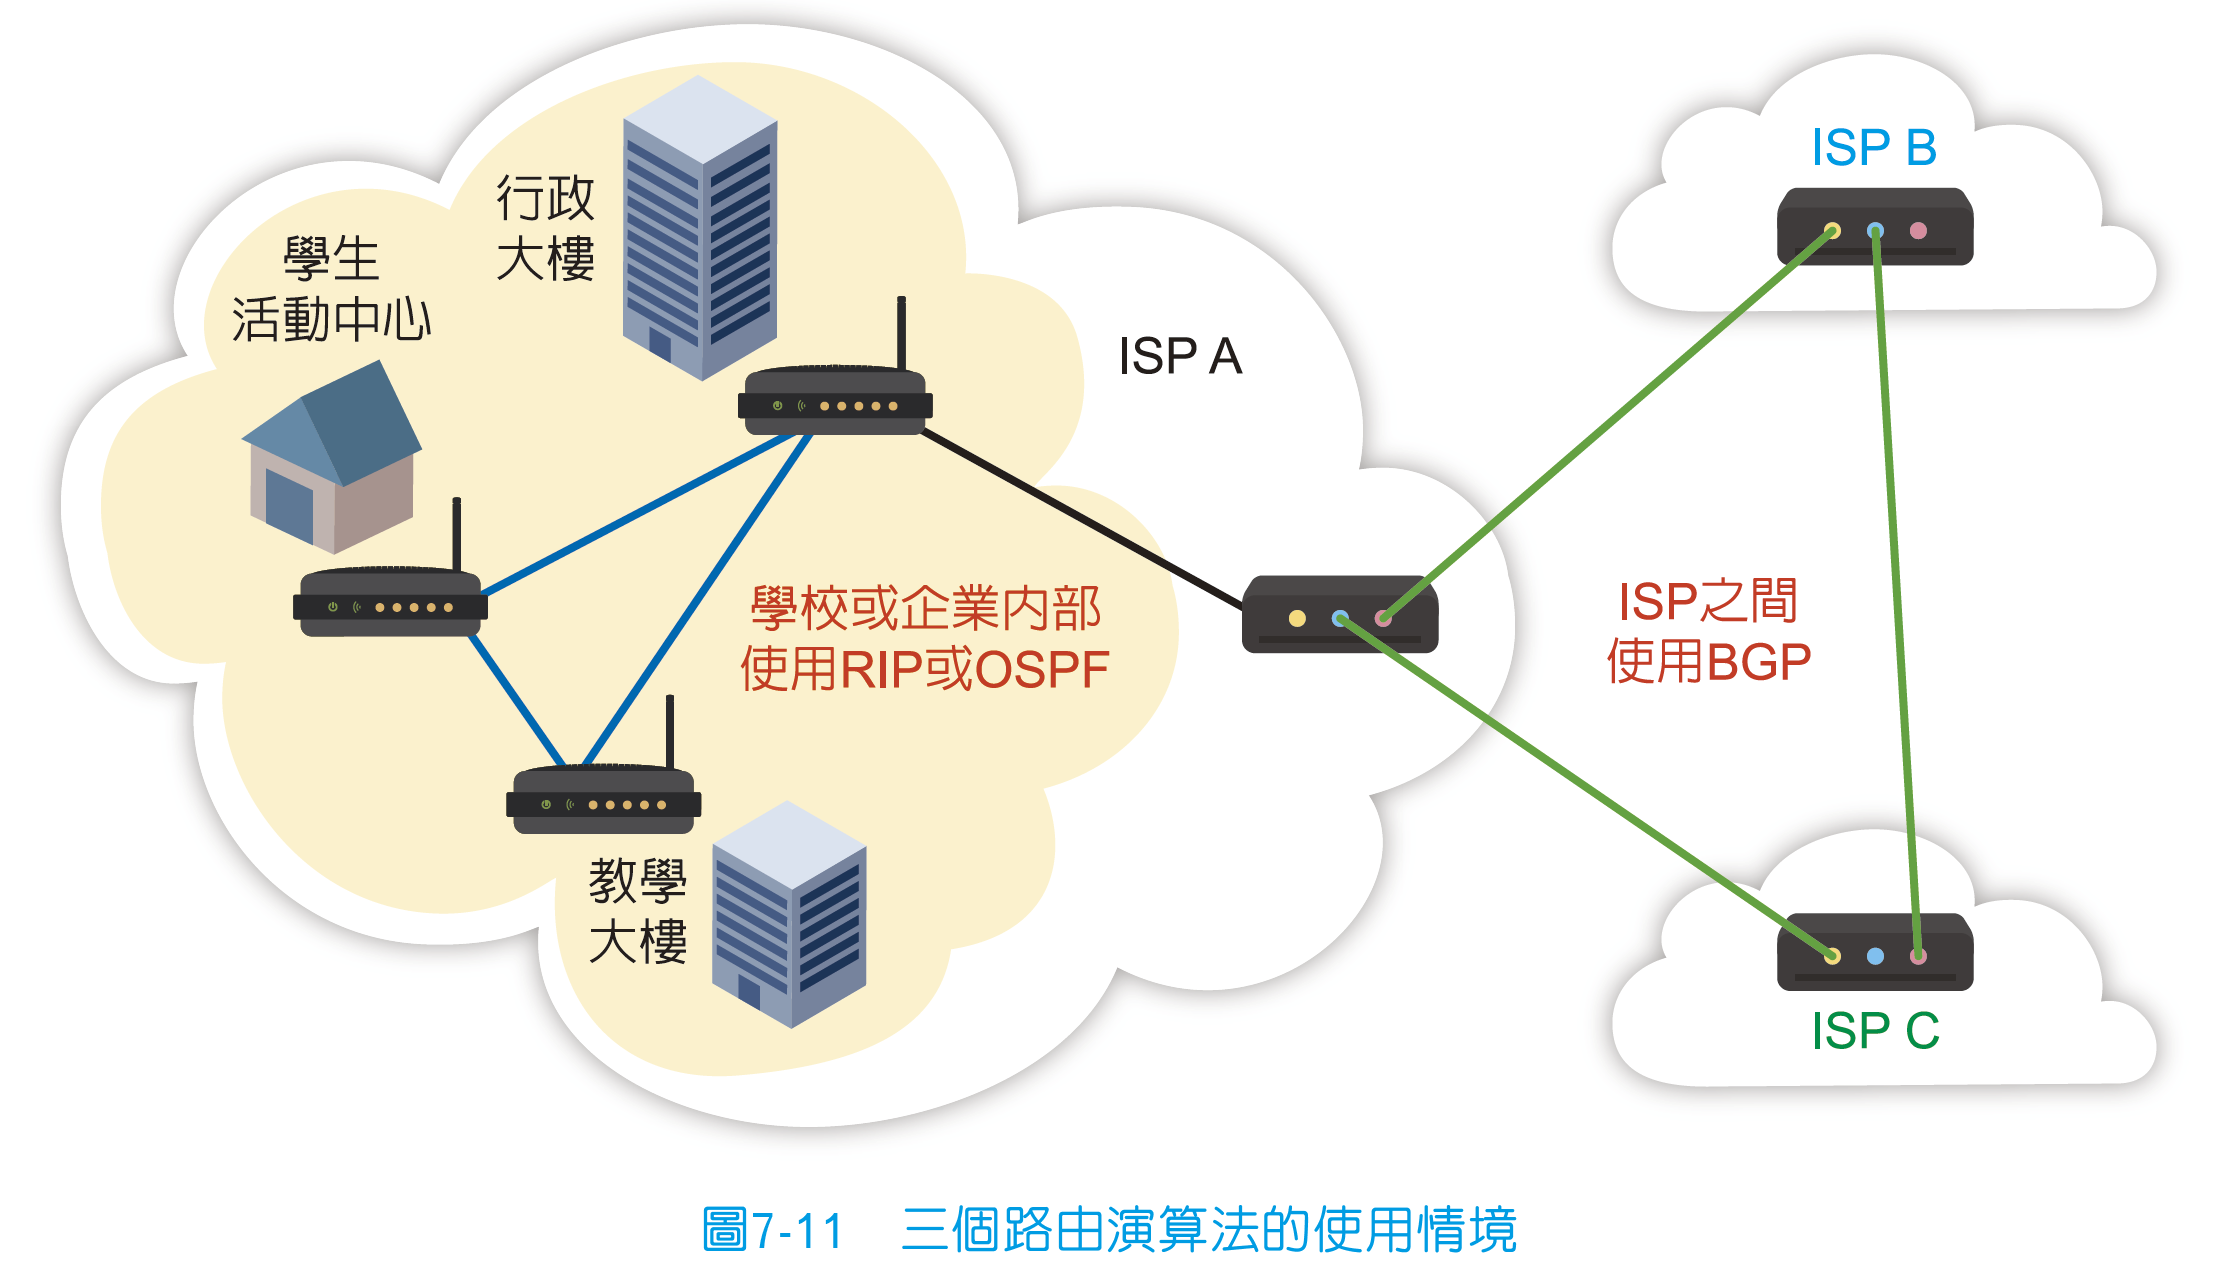 行政
大樓
學生
活動中心
ISP A
ISP B
學校或企業內部
使用RIP或OSPF
ISP之間
使用BGP
教學
大樓
ISP C
圖7-11 三個路由演算法的使用情境